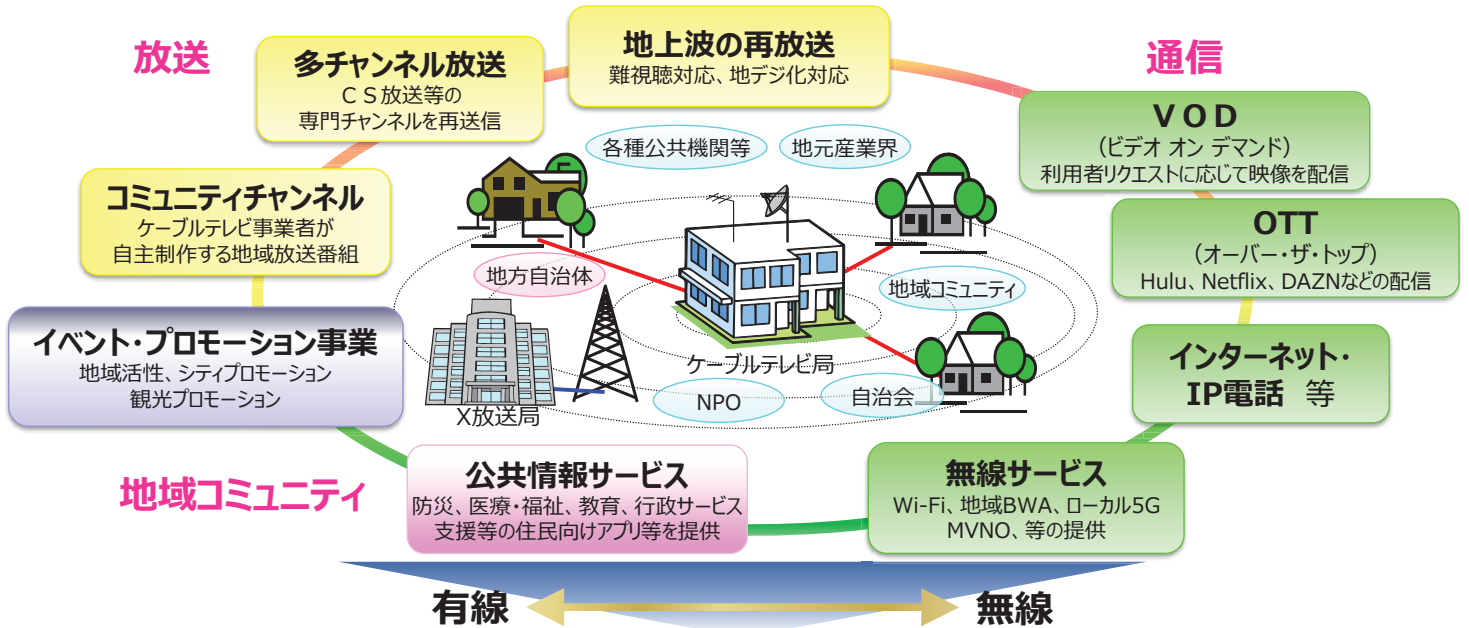 放送
通信
地上波の再放送
難視聴対応、地デジ化対応
多チャンネル放送
ＣＳ放送等の
専門チャンネルを再送信
コミュニティチャンネル
ケーブルテレビ事業者が
自主制作する地域放送番組
イベント・プロモーション事業
地域活性、シティプロモーション
観光プロモーション
地域コミュニティ
公共情報サービス
防災、医療・福祉、教育、行政サービス
支援等の住民向けアプリ等を提供
無線サービス
Wi-Fi、地域BWA、ローカル5G
MVNO、等の提供
インターネット・
IP電話 等
OTT
（オーバー・ザ・トップ）
Hulu、Netflix、DAZNなどの配信
ＶＯＤ
（ビデオ オン デマンド）
利用者リクエストに応じて映像を配信
各種公共機関等
地元産業界
地方自治体
地域コミュニティ
ケーブルテレビ局
X放送局
NPO
自治会
有線
無線